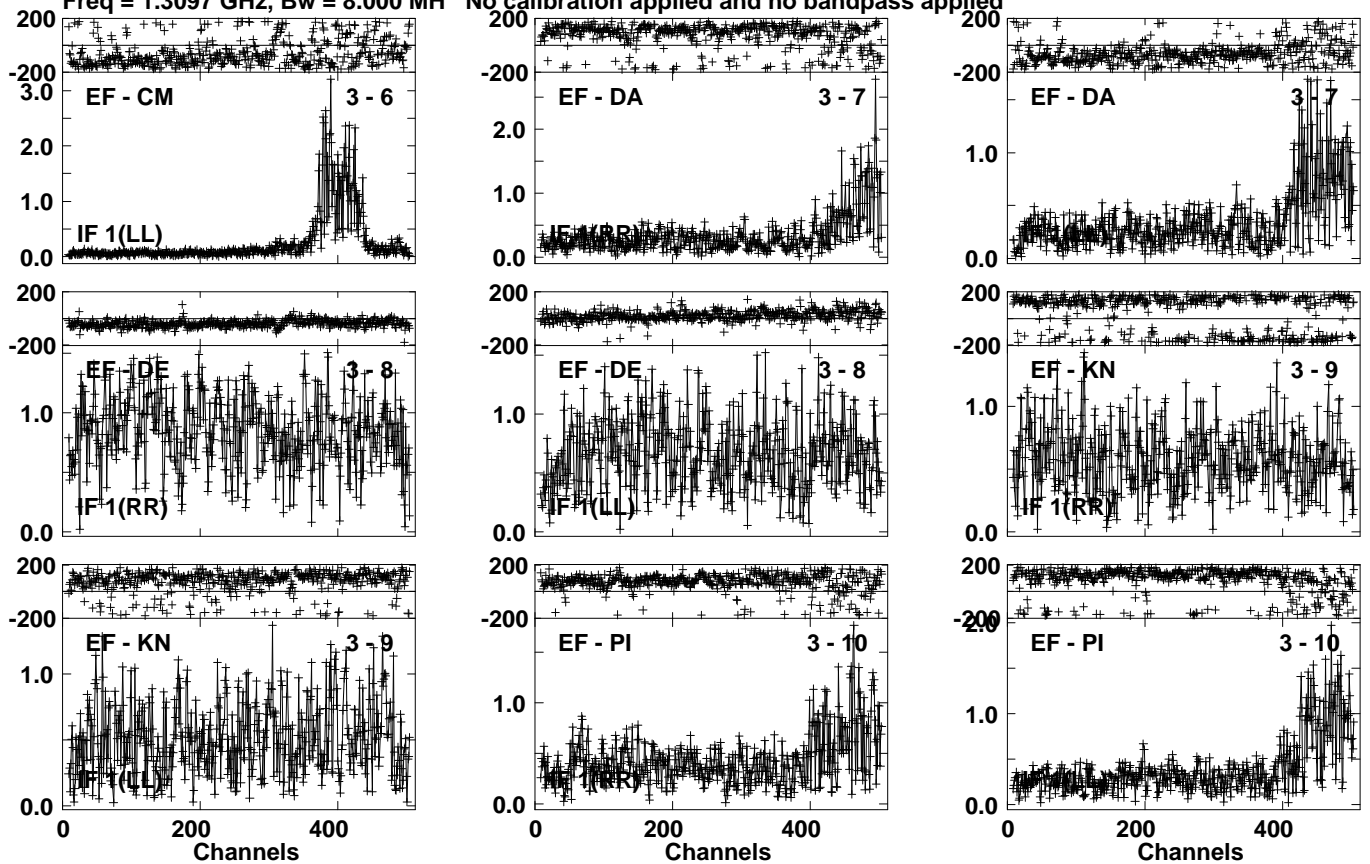 Freq = 1.3097 GHz, Bw = 8.000 MH No calibration applied and no bandpass applied
200
-200
EF - CM 3 - 6
3.0
2.0
1.0
IF 1(LL)
0.0
200
-200
EF - DA 3 - 7
2.0
1.0
IF 1(RR)
0.0
200
-200
EF - DA 3 - 7
1.0
0.0
200
-200
EF - DE 3 - 8
1.0
IF 1(RR)
0.0
200
-200
EF - DE 3 - 8
1.0
IF 1(LL)
0.0
200
-200
EF - KN 3 - 9
1.0
IF 1(RR)
0.0
200
-200
EF - KN 3 - 9
1.0
IF 1(LL)
0.0
0 200 400
Channels
200
-200
EF - PI 3 - 10
1.0
IF 1(RR)
0.0
0 200 400
Channels
200
-200
2.0
EF - PI 3 - 10
1.0
0.0
0 200 400
Channels